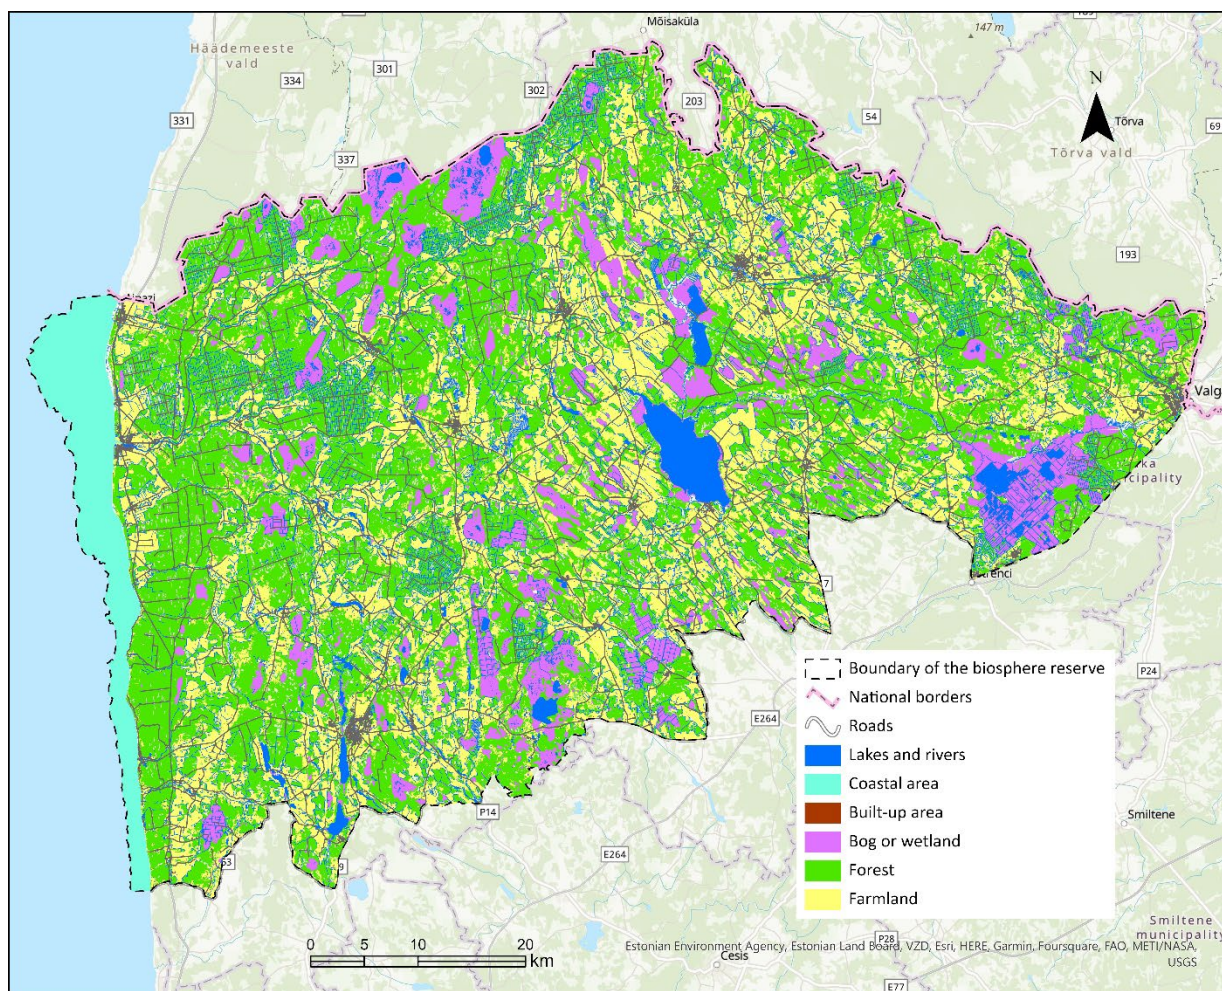 189
Mõisaküla
147 m
Häädemeeste
vald
301
334
302
203
N
331
54
Tõrva
69
337
Tõrva vald
193
Valga
municipality
P24
E264
P14
E264
Smiltene
Boundary of the biosphere reserve
National borders
Roads
Lakes and rivers
Coastal area
Built-up area
Bog or wetland
Forest
Farmland
0 5 10 20
km
Smiltene
municipality
P28
Estonian Environment Agency, Estonian Land Board, VZD, Esri, HERE, Garmin, Foursquare, FAO, METI/NASA,
USGS
Cesis
E77